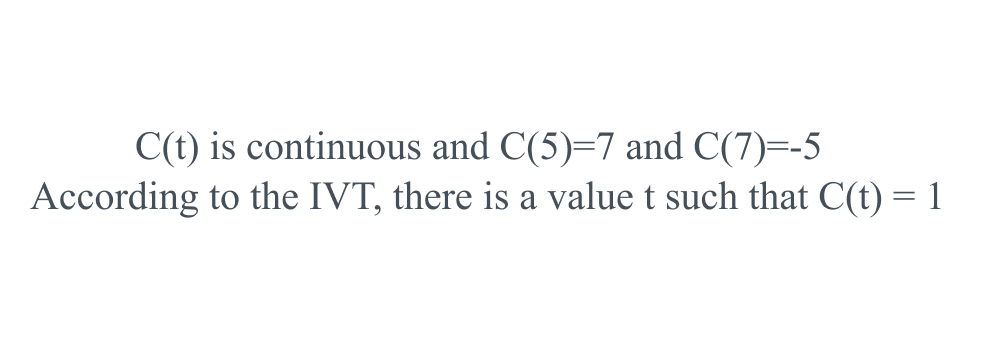 C(t) is continuous and C(5)=7 and C(7)=-5
According to the IVT, there is a value t such that C(t) = 1